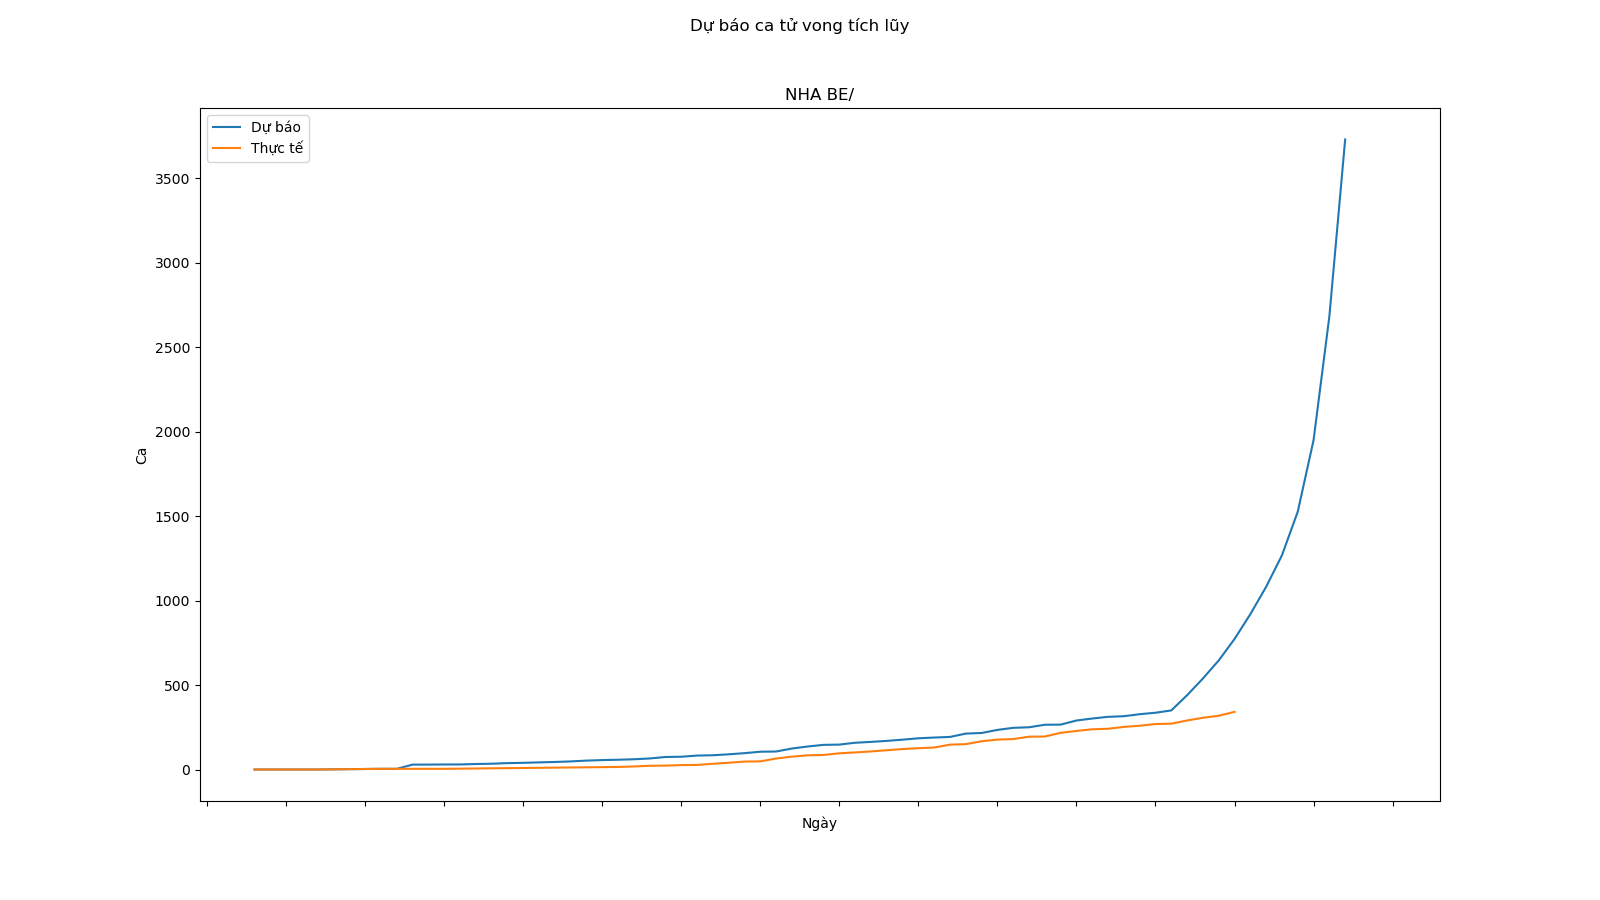 Dự báo ca tử vong tích lũy
NHA BE/
Dự báo
Thực tế
3500
3000
2500
2000
1500
1000
500
0
Ca
Ngày